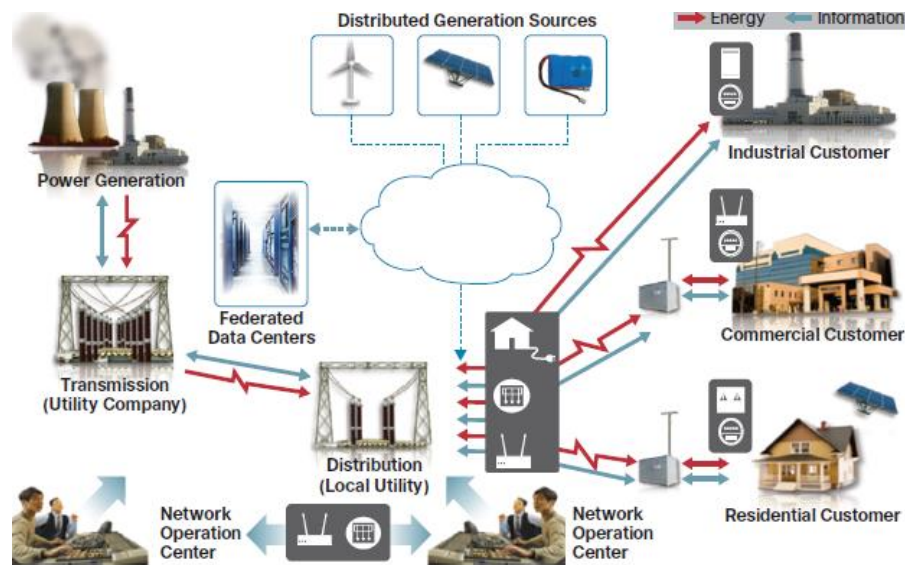 Distributed Generation Sources
Energy
Information
Power Generation
Industrial Customer
Federated
Data Centers
Commercial Customer
Transmission
(Utility Company)
Distribution
(Local Utility)
Residential Customer
Network
Operation
Center
Network
Operation
Center